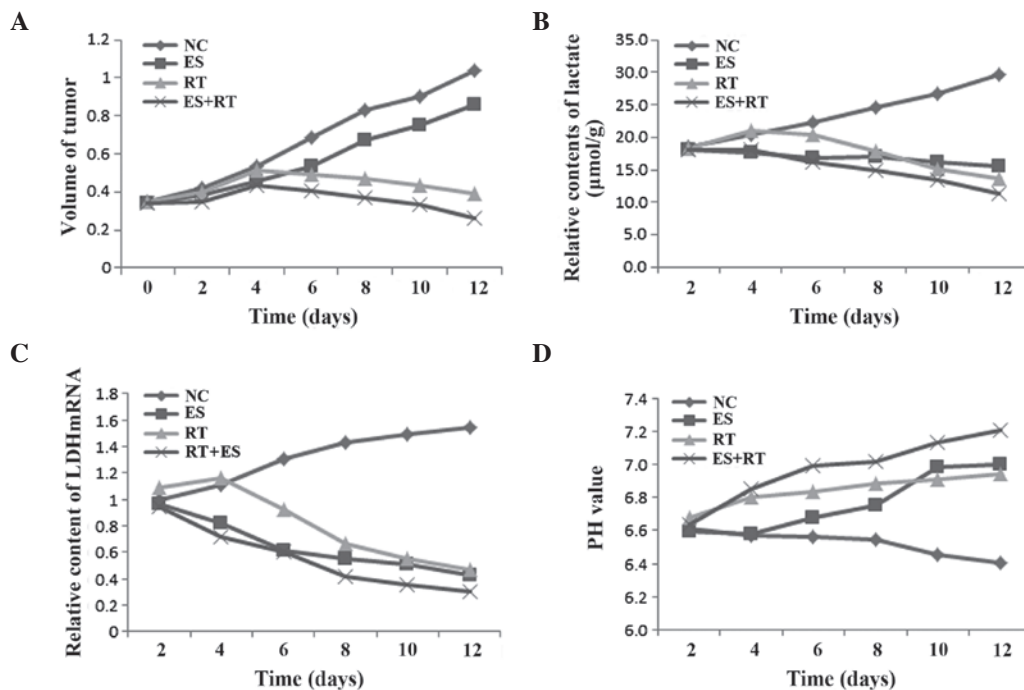 A
Volume of tumor
1.2
1
0.8
0.6
0.4
0.2
0
NC
ES
RT
ES+RT
0 2 4 6 8 10 12
Time (days)
B
Relative contents of lactate
(μmol/g)
35.0
30.0
25.0
20.0
15.0
10.0
5.0
0.0
NC
ES
RT
ES+RT
2 4 6 8 10 12
Time (days)
C
Relative content of LDHmRNA
1.8
1.6
1.4
1.2
1
0.8
0.6
0.4
0.2
0
NC
ES
RT
RT+ES
2 4 6 8 10 12
Time (days)
D
PH value
7.4
7.2
7.0
6.8
6.6
6.4
6.2
6.0
NC
ES
RT
ES+RT
2 4 6 8 10 12
Time (days)